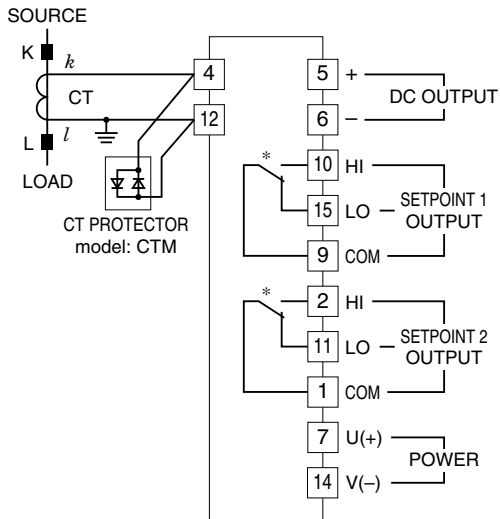 SOURCE
K
k
CT
L
l
LOAD
CT PROTECTOR
model: CTM
4
12
5 +
6 –
DC OUTPUT
*
10 HI
15 LO
9 COM
SETPOINT 1
OUTPUT
*
2 HI
11 LO
1 COM
SETPOINT 2
OUTPUT
7 U(+)
14 V(–)
POWER